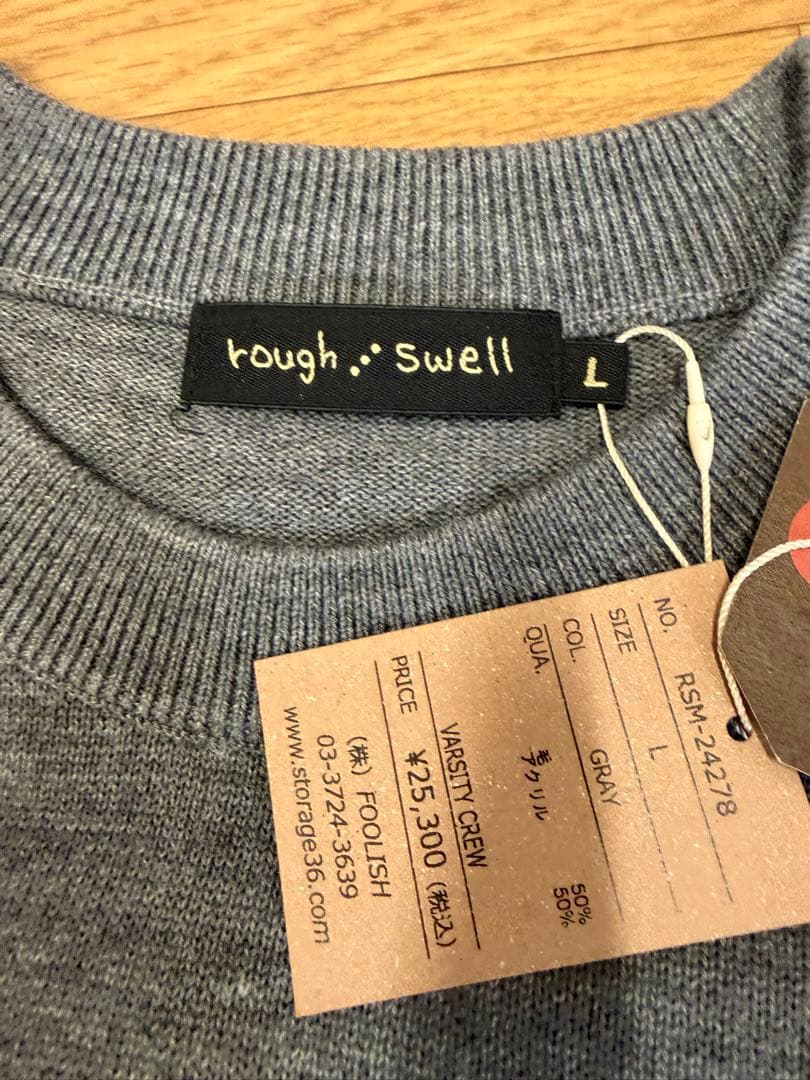 rough swell
L
NO. RSM-24278
SIZE L
COL. GRAY
QUA. 毛 50%
アクリル 50%
VARSITY CREW
PRICE ¥25,300 (税込)
(株) FOOLISH
03-3724-3639
www.storage36.com